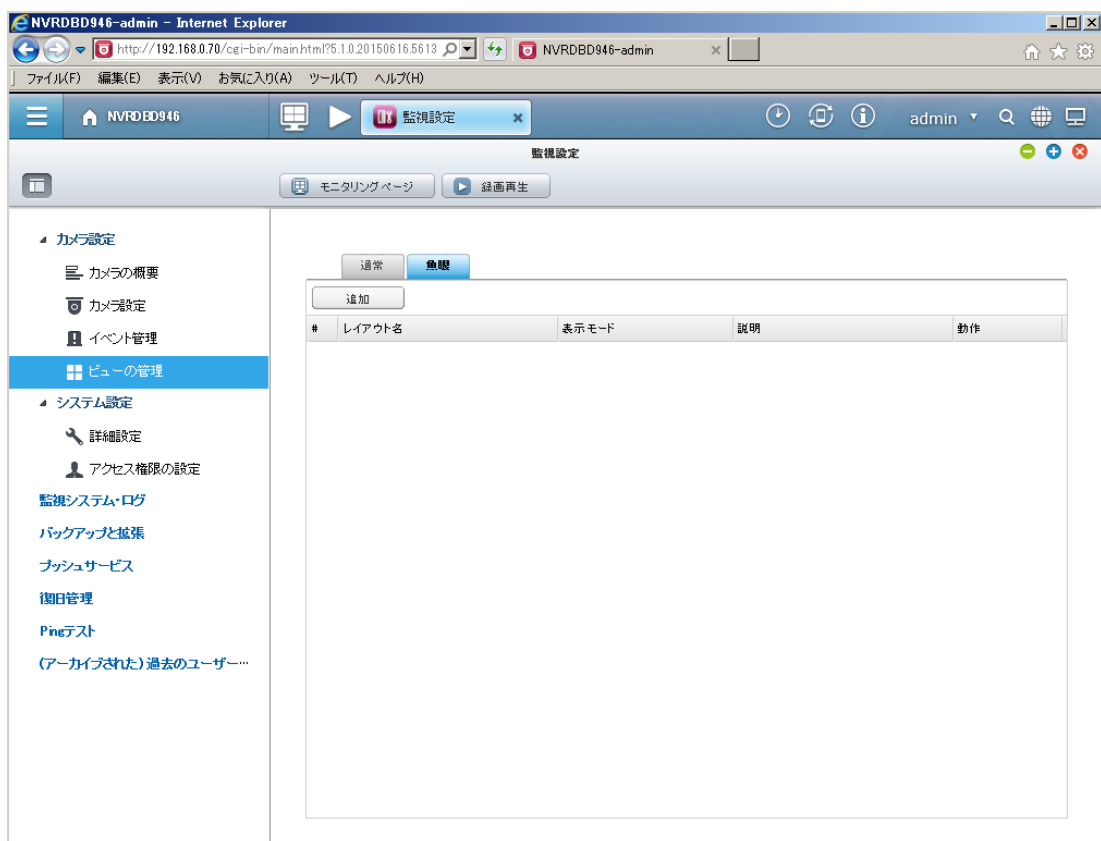 NVRDBD946-admin - Internet Explorer
http://192.168.0.70/cgi-bin/main.html?5.1.0.20150616.5613
NVRDBD946-admin
ファイル(F) 編集(E) 表示(V) お気に入り(A) ツール(T) ヘルプ(H)
NVRDBD946
監視設定
admin
監視設定
モニタリングページ
録画再生
カメラ設定
カメラの概要
カメラ設定
イベント管理
ビューの管理
システム設定
詳細設定
アクセス権限の設定
監視システム・ログ
バックアップと拡張
プッシュサービス
復旧管理
Pingテスト
(アーカイブされた)過去のユーザー…
通常 魚眼
追加
# レイアウト名 表示モード 説明 動作